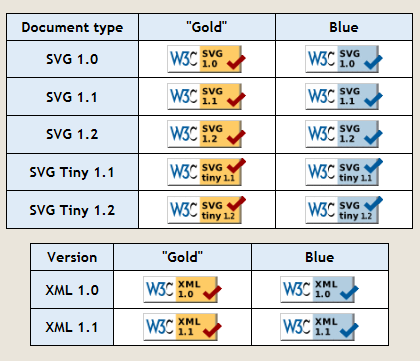 Document type "Gold" Blue
SVG 1.0 W3C SVG 1.0 W3C SVG 1.0
SVG 1.1 W3C SVG 1.1 W3C SVG 1.1
SVG 1.2 W3C SVG 1.2 W3C SVG 1.2
SVG Tiny 1.1 W3C SVG tiny 1.1 W3C SVG tiny 1.1
SVG Tiny 1.2 W3C SVG tiny 1.2 W3C SVG tiny 1.2
Version "Gold" Blue
XML 1.0 W3C XML 1.0 W3C XML 1.0
XML 1.1 W3C XML 1.1 W3C XML 1.1